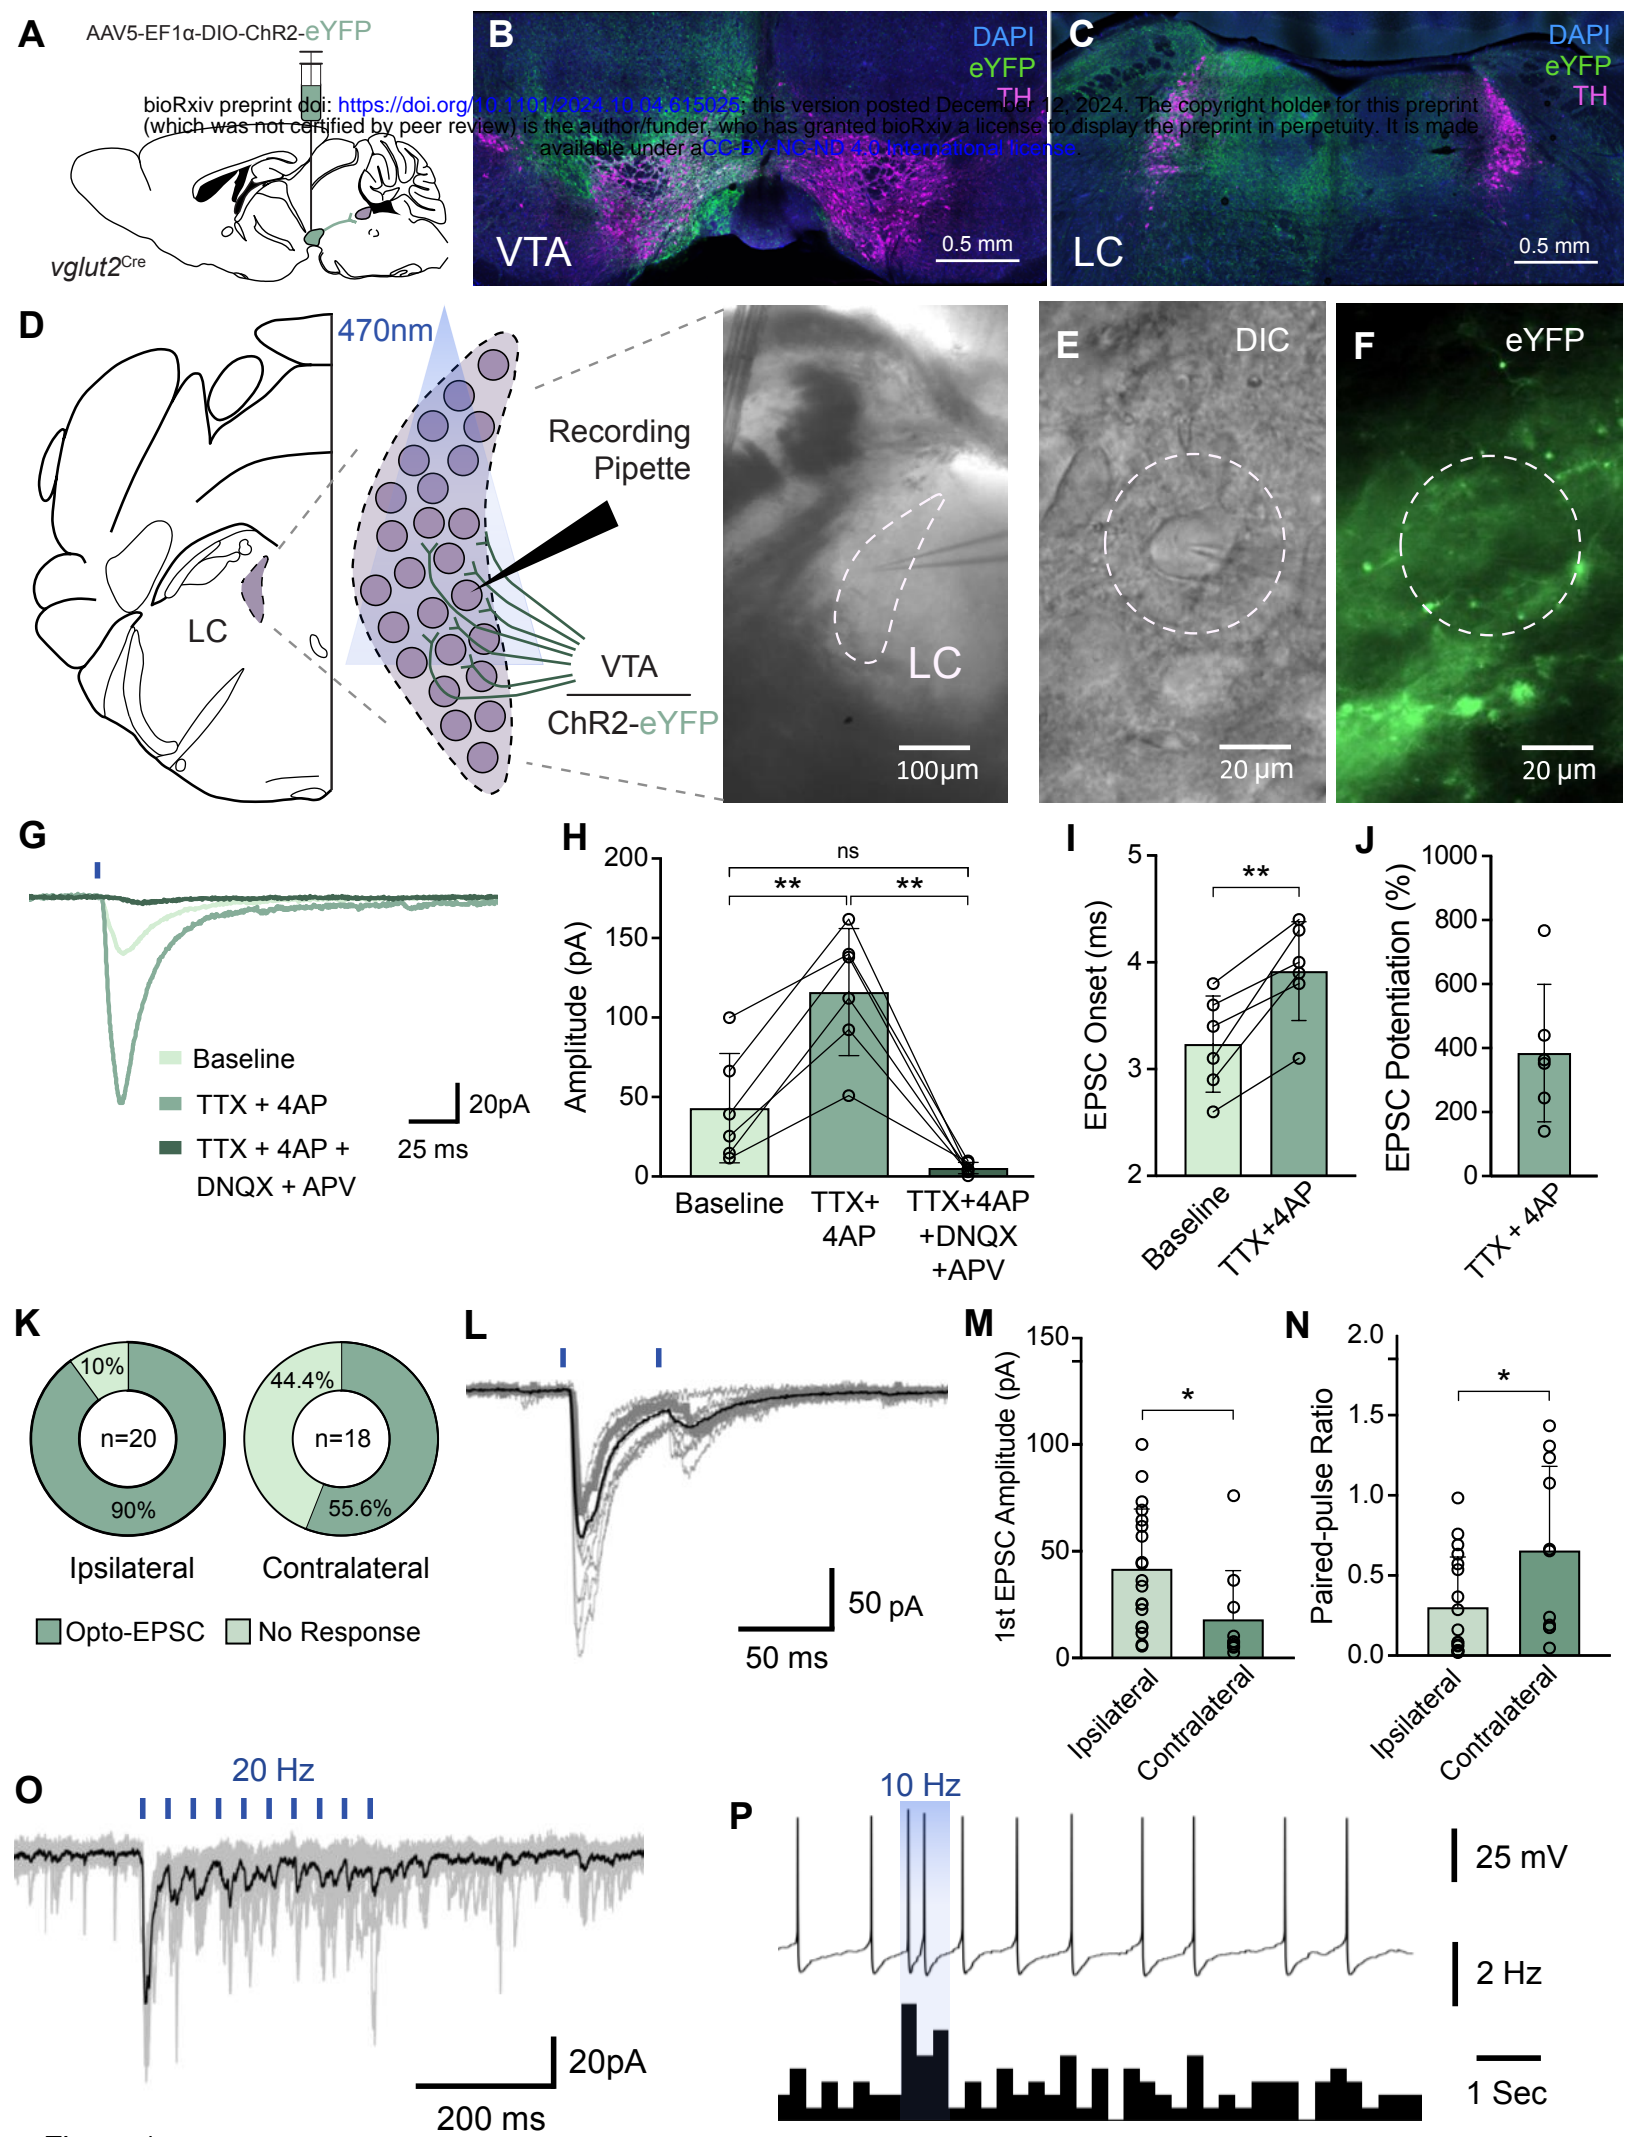 A
AAV5-EF1α-DIO-ChR2-eYFP
vglut2Cre
B
DAPI
eYFP
TH
VTA
0.5 mm
C
DAPI
eYFP
TH
LC
0.5 mm
bioRxiv preprint doi: https://doi.org/10.1101/2024.10.04.615025; this version posted December 12, 2024. The copyright holder for this preprint
(which was not certified by peer review) is the author/funder, who has granted bioRxiv a license to display the preprint in perpetuity. It is made
available under aCC-BY-NC-ND 4.0 International license.
D
470nm
Recording
Pipette
LC
VTA
ChR2-eYFP
LC
100µm
E
DIC
20 µm
F
eYFP
20 µm
G
Baseline
TTX + 4AP
TTX + 4AP +
DNQX + APV
20pA
25 ms
H
Amplitude (pA)
200
150
100
50
0
ns
**
**
Baseline
TTX+
4AP
TTX+4AP
+DNQX
+APV
I
EPSC Onset (ms)
5
4
3
2
**
Baseline
TTX+4AP
J
EPSC Potentiation (%)
1000
800
600
400
200
0
TTX + 4AP
K
10%
n=20
90%
Ipsilateral
44.4%
n=18
55.6%
Contralateral
Opto-EPSC
No Response
L
50 pA
50 ms
M
1st EPSC Amplitude (pA)
150
100
50
0
*
Ipsilateral
Contralateral
N
Paired-pulse Ratio
2.0
1.5
1.0
0.5
0.0
*
Ipsilateral
Contralateral
O
20 Hz
20pA
200 ms
P
10 Hz
25 mV
2 Hz
1 Sec